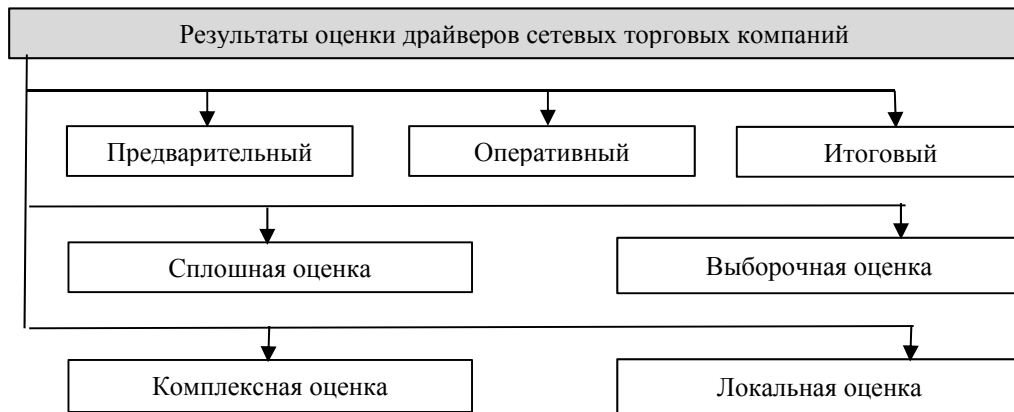 Результаты оценки драйверов сетевых торговых компаний
Предварительный
Оперативный
Итоговый
Сплошная оценка
Выборочная оценка
Комплексная оценка
Локальная оценка